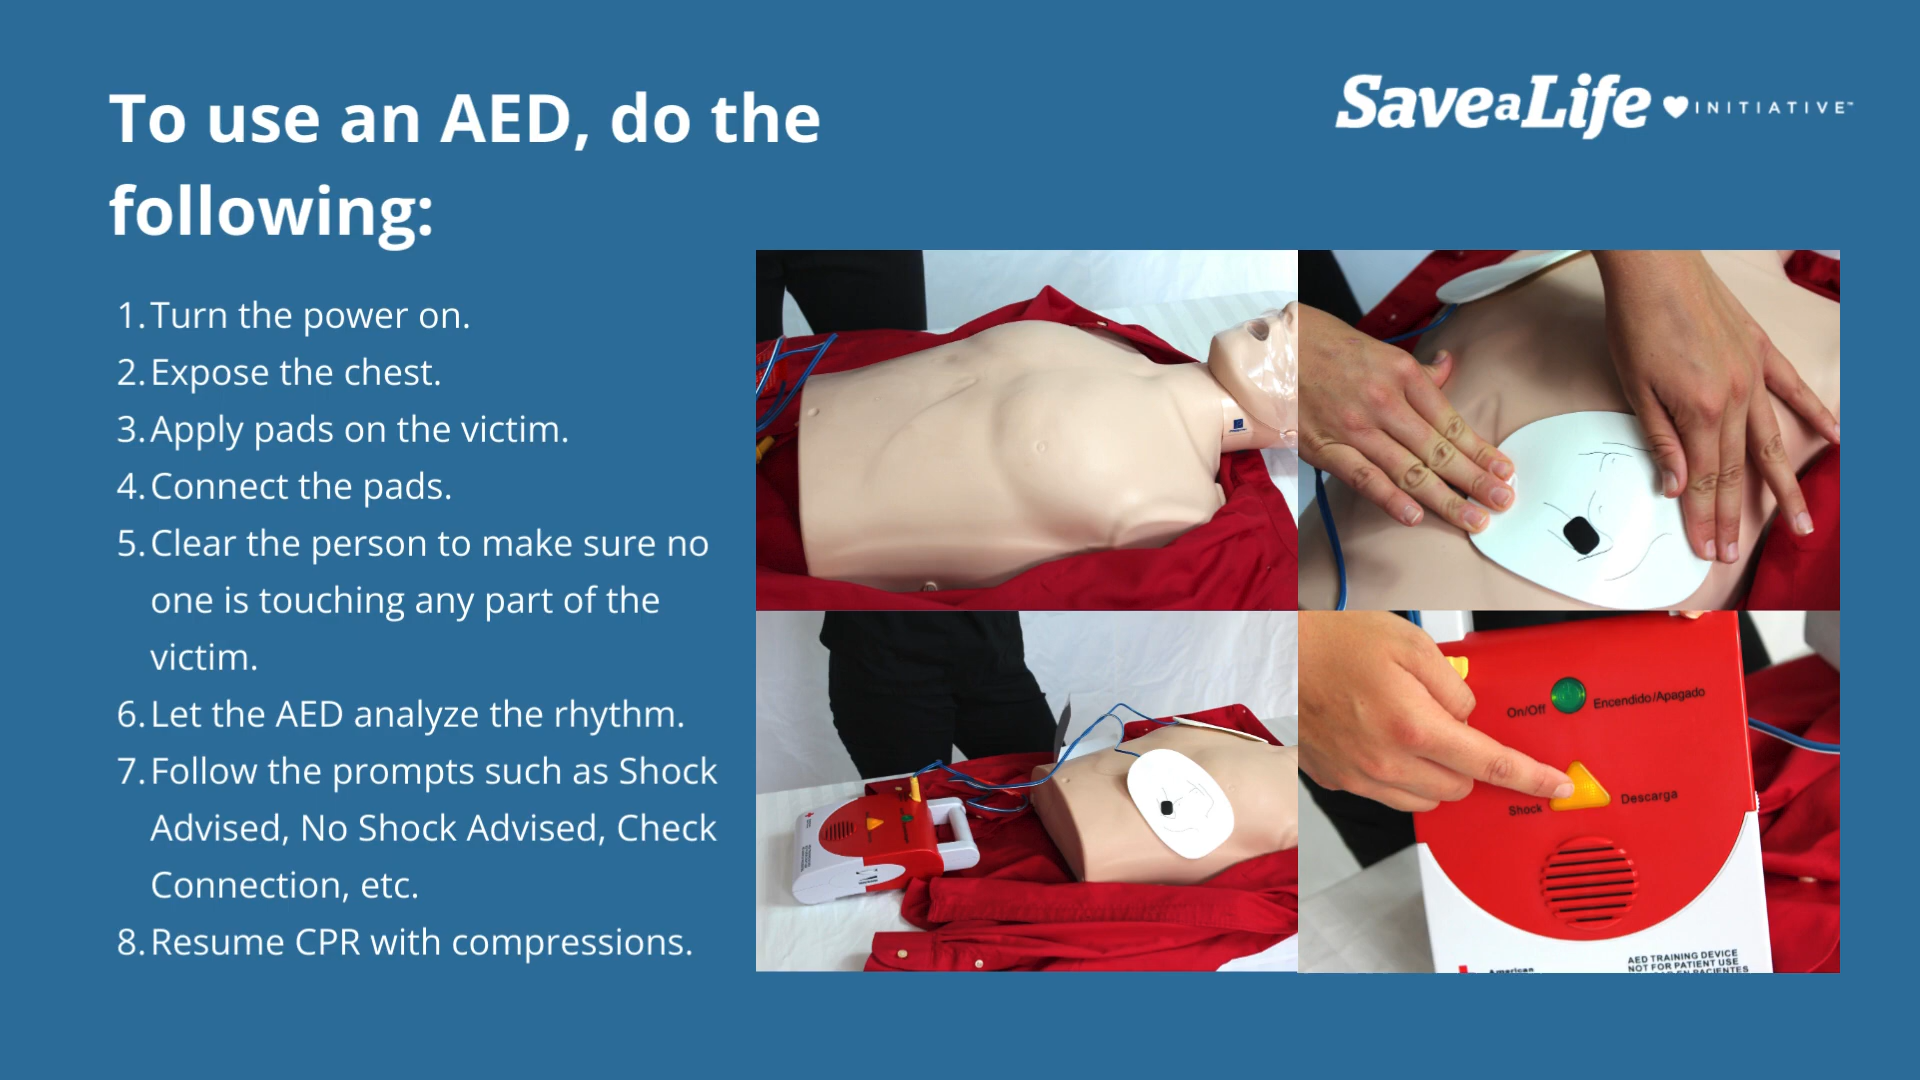 To use an AED, do the
following:
SaveaLife INITIATIVE™
1. Turn the power on.
2. Expose the chest.
3. Apply pads on the victim.
4. Connect the pads.
5. Clear the person to make sure no
one is touching any part of the
victim.
6. Let the AED analyze the rhythm.
7. Follow the prompts such as Shock
Advised, No Shock Advised, Check
Connection, etc.
8. Resume CPR with compressions.
On/Off Encendido/Apagado
Shock Descarga
AED TRAINING DEVICE
NOT FOR PATIENT USE
American